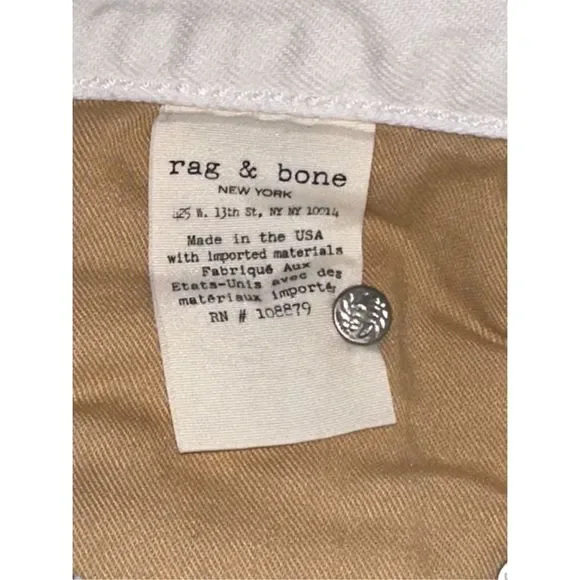 rag & bone
NEW YORK
425 W. 13th St, NY NY 10014
Made in the USA
with imported materials
Fabriqué Aux
Etats-Unis avec des
matériaux importé
RN # 108879